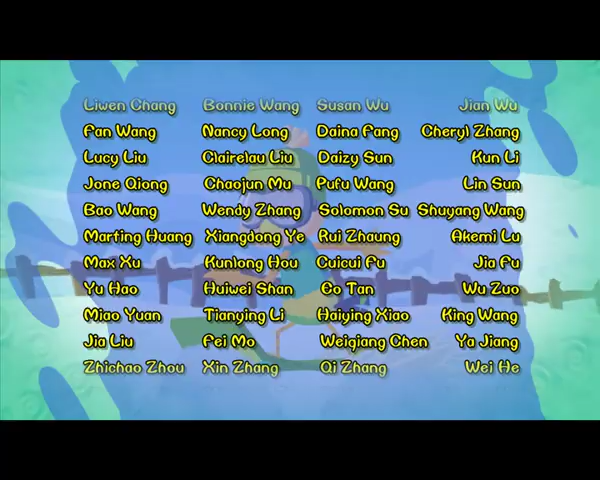 Liwen Chang Bonnie Wang Susan Wu Jian Wu
Fan Wang Nancy Long Daina Fang Cheryl Zhang
Lucy Liu Clairelau Liu Daizy Sun Kun Li
Jone Qiong Chaojun Mu Pufu Wang Lin Sun
Bao Wang Wendy Zhang Solomon Su Shuyang Wang
Marting Huang Xiangdong Ye Rui Zhaung Akemi Lu
Max Xu Kunlong Hou Cuicui Fu Jia Fu
Yu Hao Huiwei Shan Bo Tan Wu Zuo
Miao Yuan Tianying Li Haiying Xiao King Wang
Jia Liu Fei Mo Weigiang Chen Ya Jiang
Zhichao Zhou Xin Zhang Qi Zhang Wei He